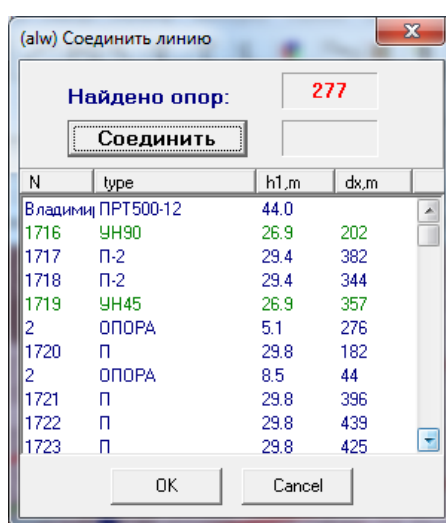 (alw) Соединить линию
Найдено опор: 277
Соединить
N type h1,m dx,m
Владими ПРТ500-12 44.0
1716 УН90 26.9 202
1717 П-2 29.4 382
1718 П-2 29.4 344
1719 УН45 26.9 357
2 ОПОРА 5.1 276
1720 П 29.8 182
2 ОПОРА 8.5 44
1721 П 29.8 396
1722 П 29.8 439
1723 П 29.8 425
OK Cancel